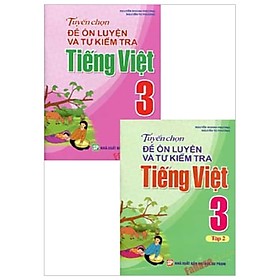 Tuyển chọn
ĐỀ ÔN LUYỆN
VÀ TỰ KIỂM TRA
Tiếng Việt
3
Tuyển chọn
ĐỀ ÔN LUYỆN
VÀ TỰ KIỂM TRA
Tiếng Việt
3
Tập 2